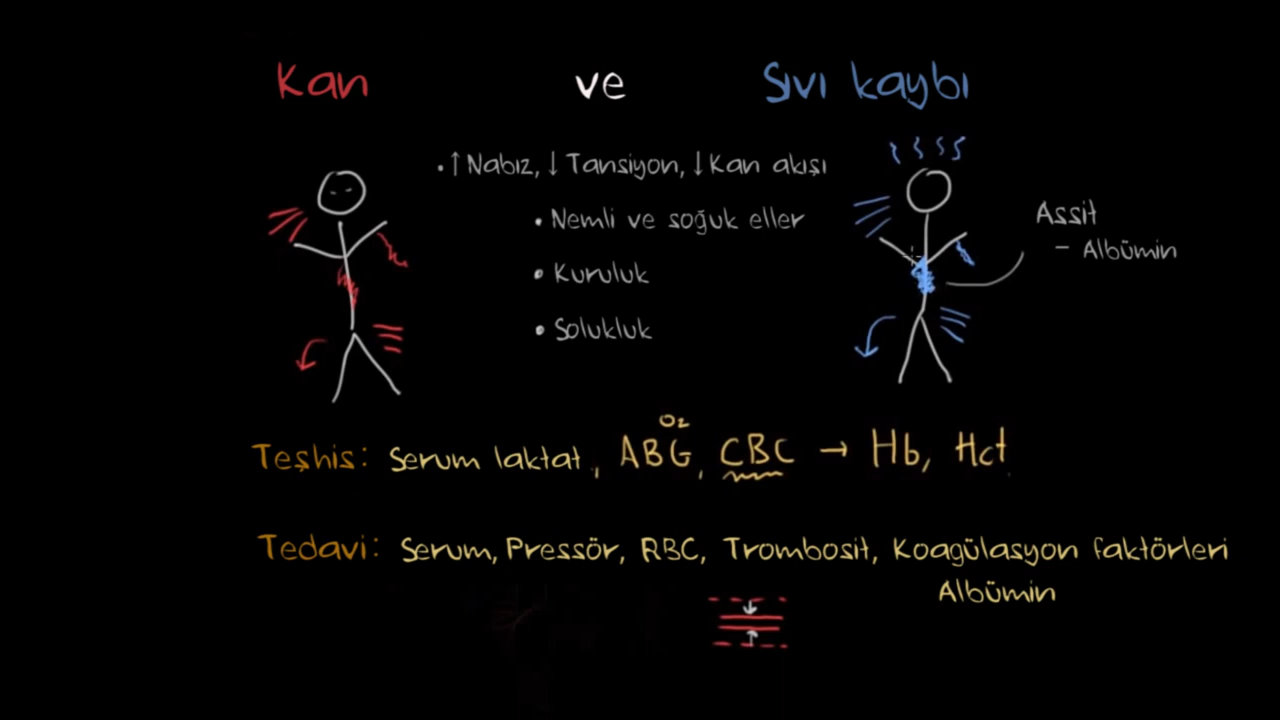 Kan ve Sıvı kaybı
• ↑ Nabız, ↓ Tansiyon, ↓ Kan akışı
• Nemli ve soğuk eller
• Kuruluk
• Solukluk
Assit
- Albümin
O₂
Teşhis: Serum laktat, ABG, CBC → Hb, Hct
Tedavi: Serum, Pressör, RBC, Trombosit, Koagülasyon faktörleri
Albümin